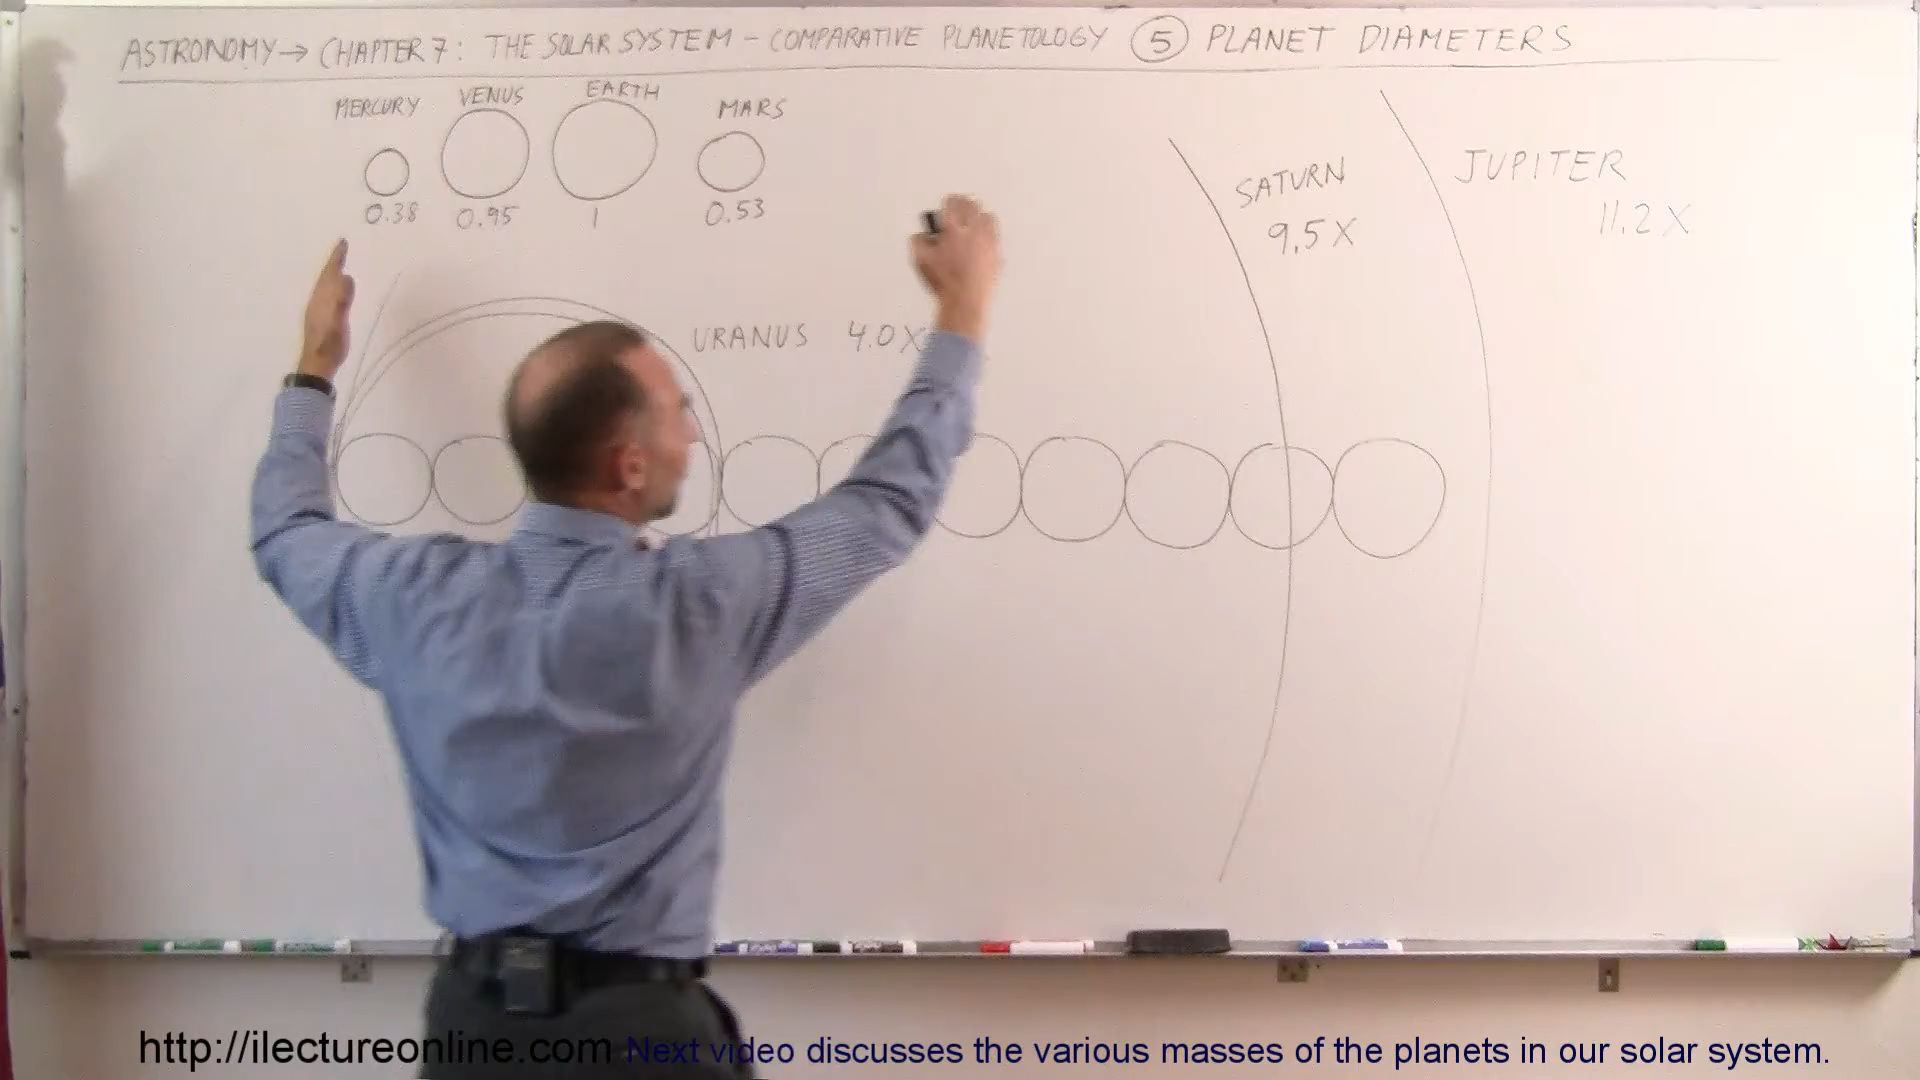 ASTRONOMY → CHAPTER 7: THE SOLAR SYSTEM - COMPARATIVE PLANETOLOGY ⑤ PLANET DIAMETERS
MERCURY VENUS EARTH MARS
0.38 0.95 1 0.53
SATURN
9.5X
JUPITER
11.2X
URANUS 4.0X
http://ilectureonline.com Next video discusses the various masses of the planets in our solar system.